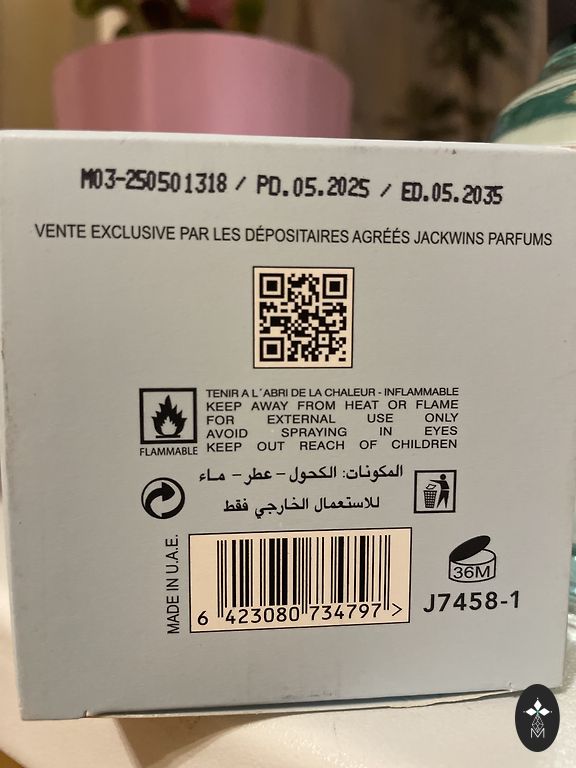 M03-250501318 / PD.05.2025 / ED.05.2035
VENTE EXCLUSIVE PAR LES DÉPOSITAIRES AGRÉÉS JACKWINS PARFUMS
TENIR A L´ABRI DE LA CHALEUR - INFLAMMABLE
KEEP AWAY FROM HEAT OR FLAME
FOR EXTERNAL USE ONLY
AVOID SPRAYING IN EYES
KEEP OUT REACH OF CHILDREN
FLAMMABLE
المكونات: الكحول – عطر – ماء
للاستعمال الخارجي فقط
MADE IN U.A.E.
6 423080 734797 >
36M
J7458-1
M